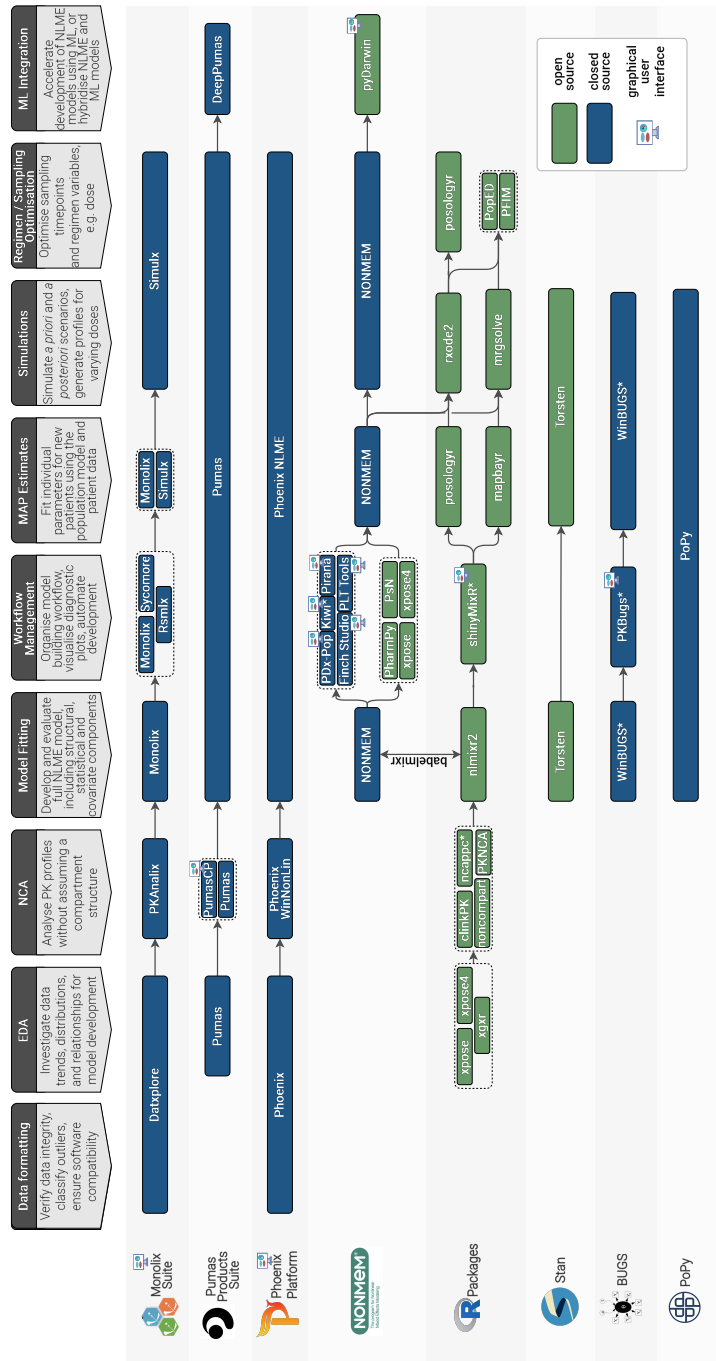 Data formatting
Verify data integrity,
classify outliers,
ensure software
compatibility
EDA
Investigate data
trends, distributions,
and relationships for
model development
NCA
Analyse PK profiles
without assuming a
compartment
structure
Model Fitting
Develop and evaluate
full NLME model,
including structural,
statistical and
covariate components
Workflow
Management
Organise model
building workflow,
visualise diagnostic
plots, automate
development
MAP Estimates
Fit individual
parameters for new
patients using the
population model and
patient data
Simulations
Simulate a priori and a
posteriori scenarios,
generate profiles for
varying doses
Regimen / Sampling
Optimisation
Optimise sampling
timepoints
and regimen variables,
e.g. dose
ML Integration
Accelerate
development of NLME
models using ML, or
hybridise NLME and
ML models
Monolix
Suite
Datxplore
PKAnalix
Monolix
Monolix
Sycomore
Rsmlx
Monolix
Simulx
Simulx
Pumas
Products
Suite
Pumas
PumasCP
Pumas
Pumas
DeepPumas
Phoenix
Platform
Phoenix
Phoenix
WinNonLin
Phoenix NLME
NONMEM
NONMEM
PDx-Pop
Kiwi*
Pirana
Finch Studio
PLT Tools
PharmPy
PsN
xpose
xpose4
NONMEM
NONMEM
pyDarwin
babelmixr
R Packages
xpose
xpose4
xgxr
clinkPK
ncappc*
noncompart
PKNCA
nlmixr2
shinyMixR*
posologyr
mapbayr
rxode2
mrgsolve
posologyr
PopED
PFIM
Stan
Torsten
Torsten
BUGS
WinBUGS*
PKBugs*
WinBUGS*
PoPy
PoPy
open
source
closed
source
graphical
user
interface